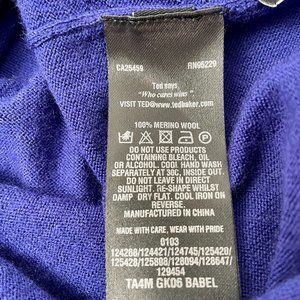 CA25459 RN95229
Ted says,
"Who cares wins".
VISIT TED@www.tedbaker.com
100% MERINO WOOL
DO NOT USE PRODUCTS
CONTAINING BLEACH, OIL
OR ALCOHOL. COOL HAND WASH
SEPARATELY AT 30C, INSIDE OUT.
DO NOT LEAVE IN DIRECT
SUNLIGHT. RE-SHAPE WHILST
DAMP DRY FLAT. COOL IRON ON
REVERSE.
MANUFACTURED IN CHINA
MADE WITH CARE, WEAR WITH PRIDE
0103
124266/124421/124745/125428/
125426/125808/128094/128647/
129454
TA4M GK06 BABEL